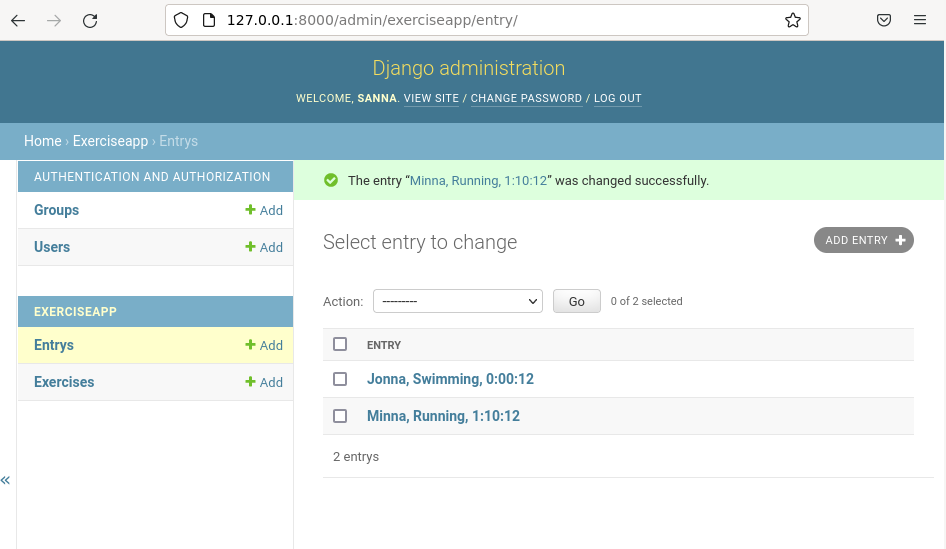 127.0.0.1:8000/admin/exerciseapp/entry/
Django administration
WELCOME, SANNA. VIEW SITE / CHANGE PASSWORD / LOG OUT
Home › Exerciseapp › Entrys
AUTHENTICATION AND AUTHORIZATION
Groups + Add
Users + Add
EXERCISEAPP
Entrys + Add
Exercises + Add
«
The entry “Minna, Running, 1:10:12” was changed successfully.
Select entry to change
ADD ENTRY +
Action: --------- Go 0 of 2 selected
ENTRY
Jonna, Swimming, 0:00:12
Minna, Running, 1:10:12
2 entrys